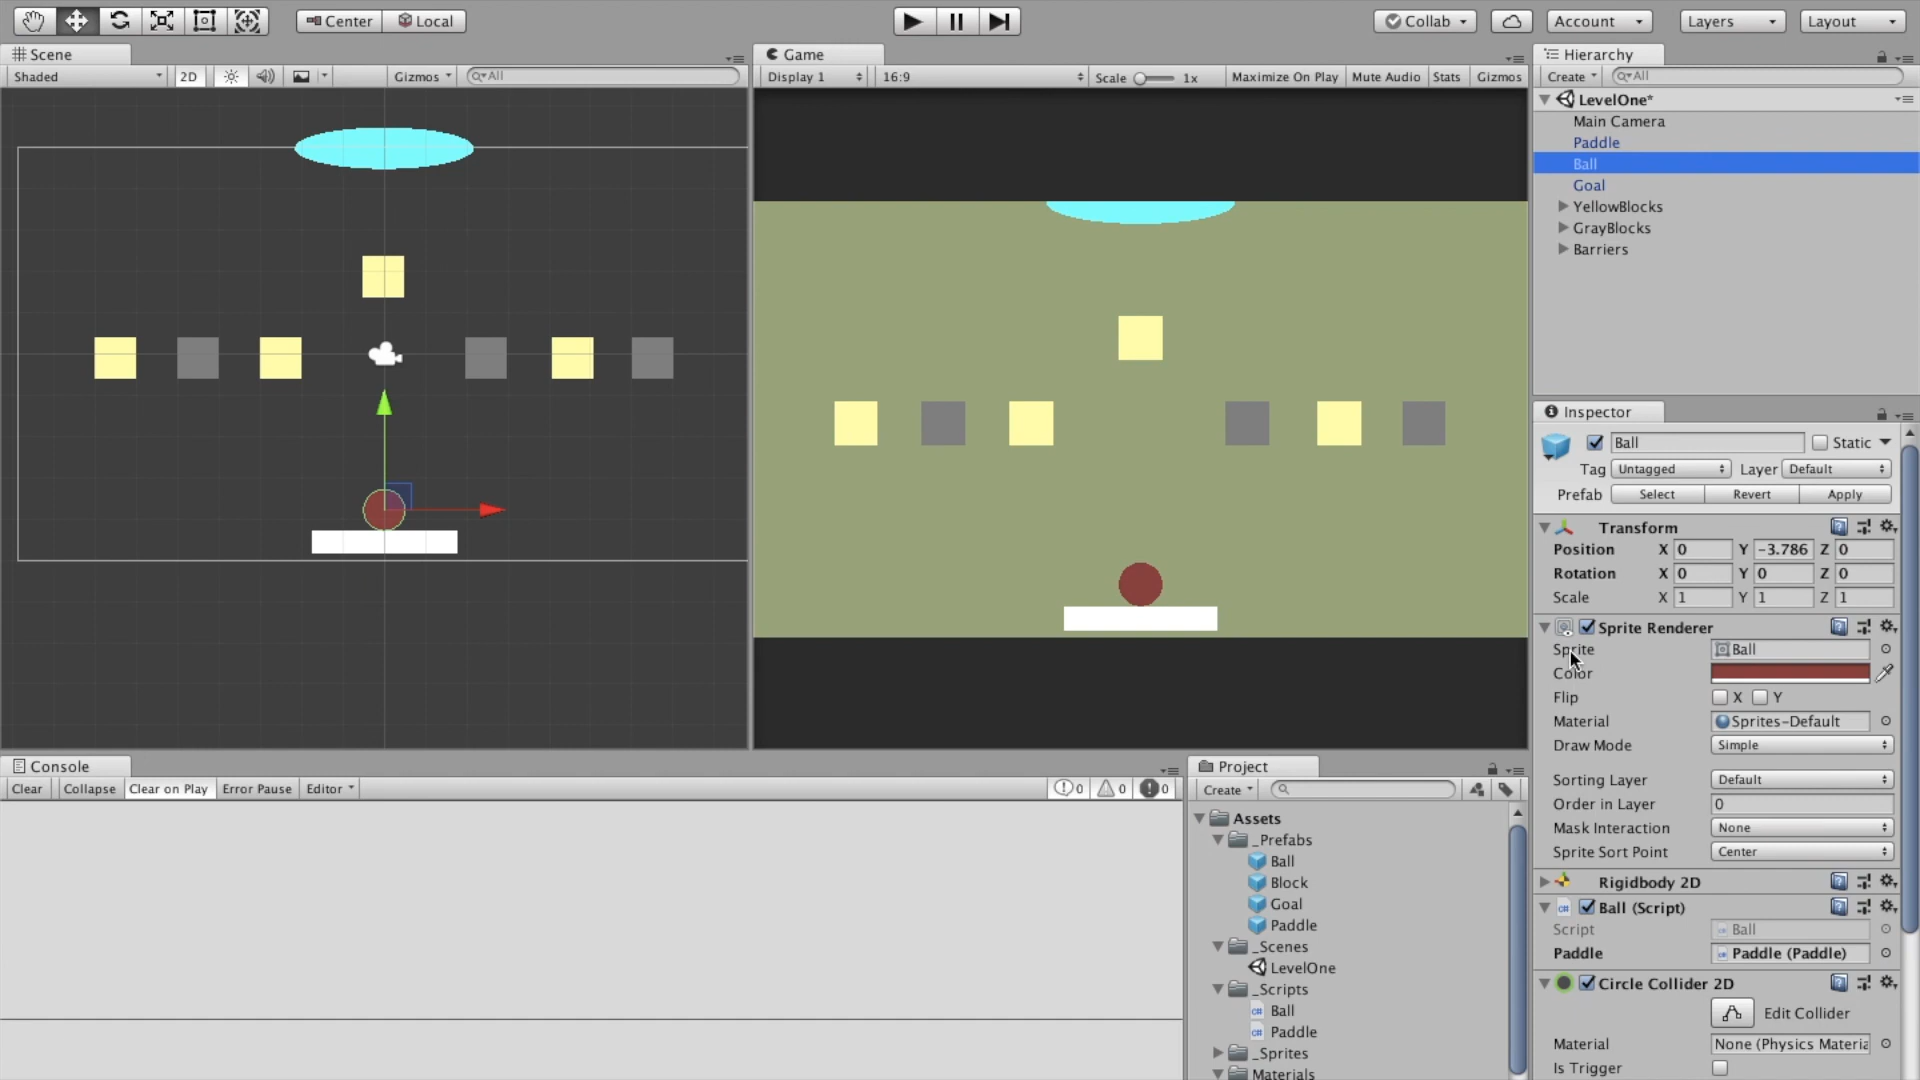 Center Local Collab Account Layers Layout
Scene
Shaded 2D Gizmos All
Game
Display 1 16:9 Scale 1x Maximize On Play Mute Audio Stats Gizmos
Hierarchy
Create All
LevelOne*
Main Camera
Paddle
Ball
Goal
YellowBlocks
GrayBlocks
Barriers
Inspector
Ball Static
Tag Untagged Layer Default
Prefab Select Revert Apply
Transform
Position X 0 Y -3.786 Z 0
Rotation X 0 Y 0 Z 0
Scale X 1 Y 1 Z 1
Sprite Renderer
Sprite Ball
Color
Flip X Y
Material Sprites-Default
Draw Mode Simple
Sorting Layer Default
Order in Layer 0
Mask Interaction None
Sprite Sort Point Center
Rigidbody 2D
Ball (Script)
Script Ball
Paddle Paddle (Paddle)
Circle Collider 2D
Edit Collider
Material None (Physics Materia
Is Trigger
Console
Clear Collapse Clear on Play Error Pause Editor 0 0 0
Project
Create
Assets
_Prefabs
Ball
Block
Goal
Paddle
_Scenes
LevelOne
_Scripts
Ball
Paddle
_Sprites
Materials